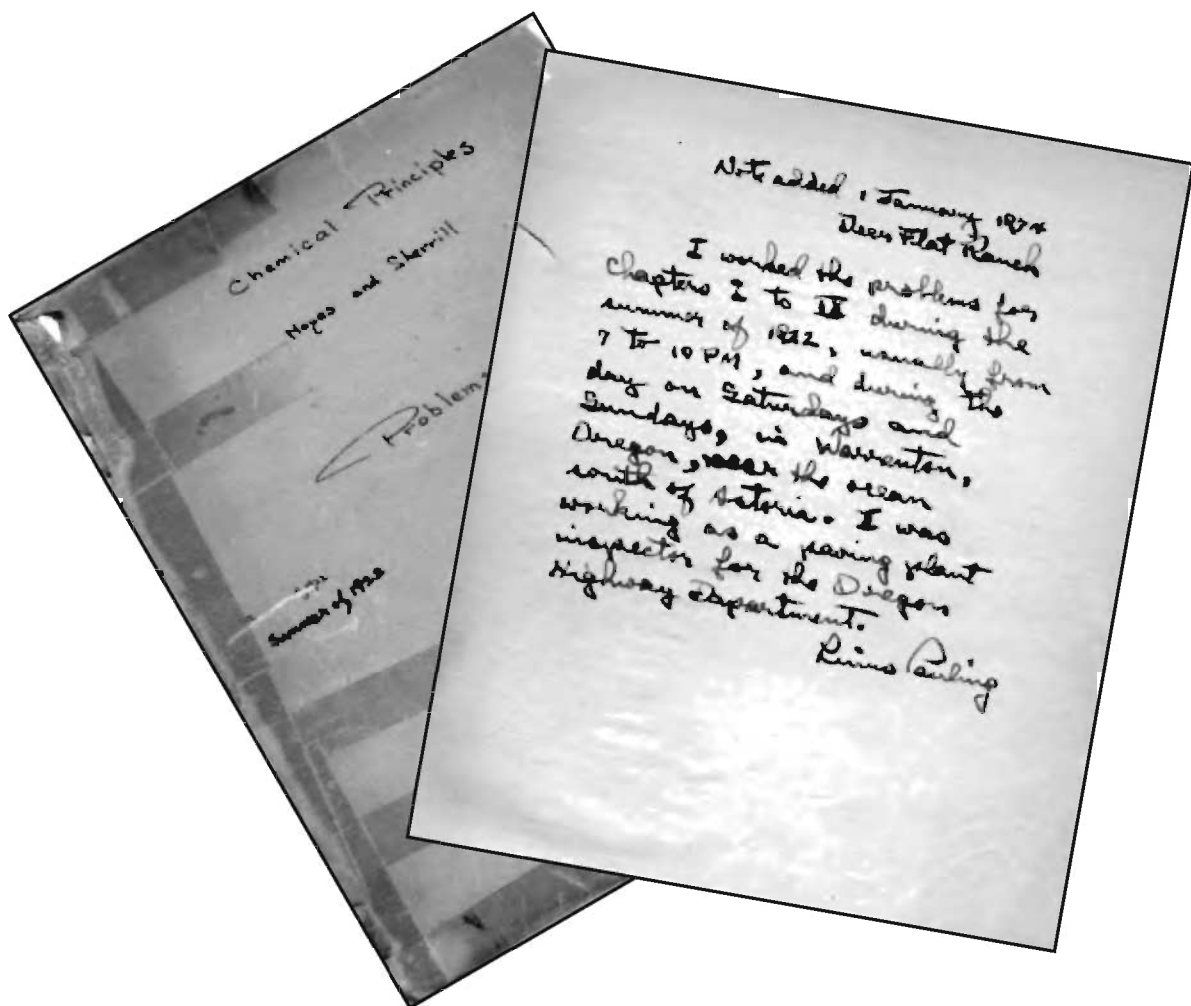 Chemical Principles
Noyes and Sherrill
Problems
Summer of 1922
Note added 1 January, 1974
Deer Flat Ranch
I worked the problems for
Chapters I to IX during the
summer of 1922, usually from
7 to 10 PM, and during the
day on Saturdays and
Sundays, in Warrenton,
Oregon, near the ocean
south of Astoria. I was
working as a paving plant
inspector for the Oregon
Highway Department.
Linus Pauling